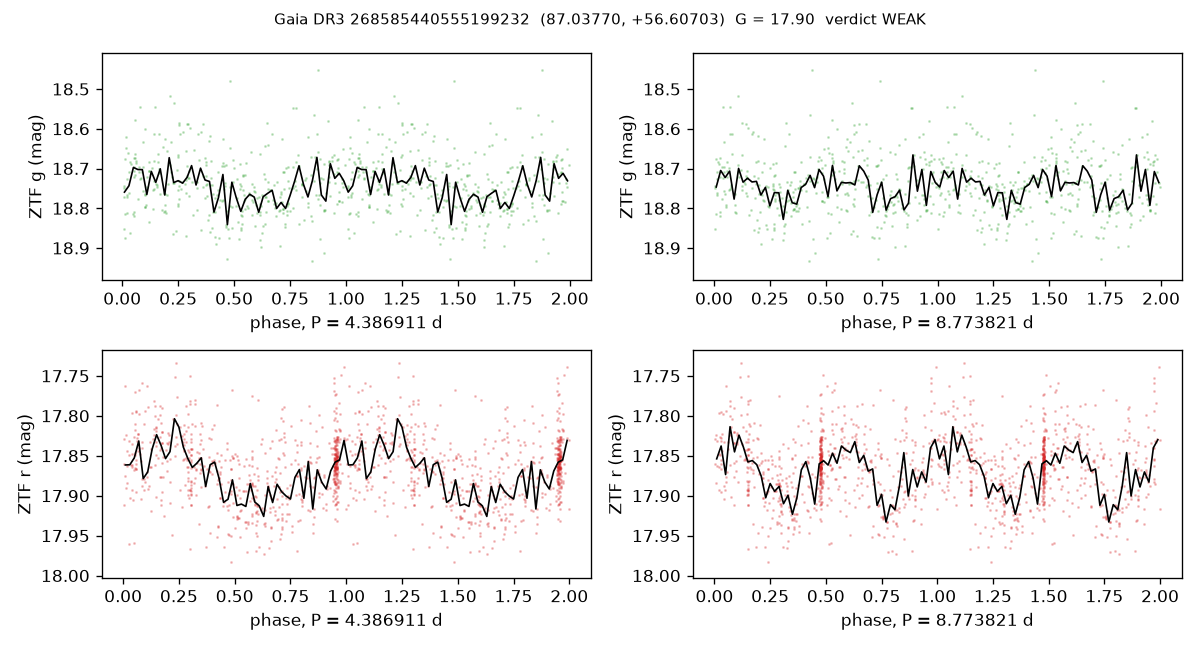 Gaia DR3 268585440555199232 (87.03770, +56.60703) G = 17.90 verdict WEAK
ZTF g (mag)
18.5
18.6
18.7
18.8
18.9
0.00 0.25 0.50 0.75 1.00 1.25 1.50 1.75 2.00
phase, P = 4.386911 d
ZTF g (mag)
18.5
18.6
18.7
18.8
18.9
0.00 0.25 0.50 0.75 1.00 1.25 1.50 1.75 2.00
phase, P = 8.773821 d
ZTF r (mag)
17.75
17.80
17.85
17.90
17.95
18.00
0.00 0.25 0.50 0.75 1.00 1.25 1.50 1.75 2.00
phase, P = 4.386911 d
ZTF r (mag)
17.75
17.80
17.85
17.90
17.95
18.00
0.00 0.25 0.50 0.75 1.00 1.25 1.50 1.75 2.00
phase, P = 8.773821 d